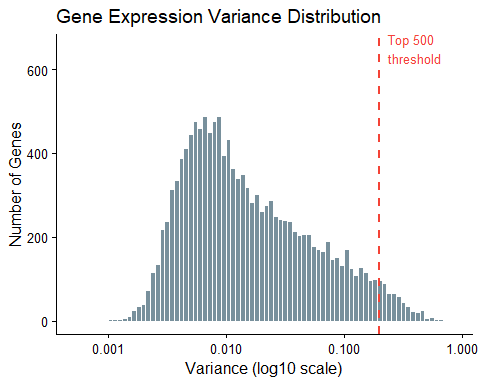 Gene Expression Variance Distribution
Top 500
threshold
600
400
200
0
Number of Genes
0.001
0.010
0.100
1.000
Variance (log10 scale)